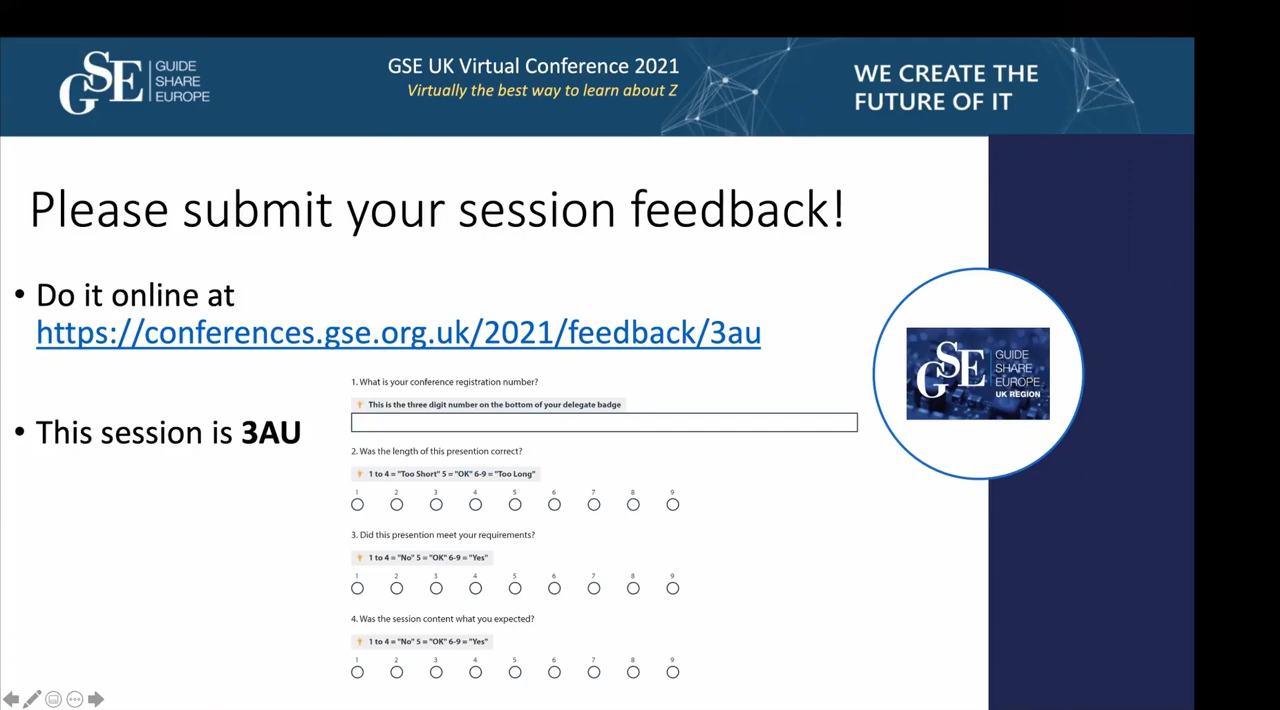 GSE GUIDE
SHARE
EUROPE
GSE UK Virtual Conference 2021
Virtually the best way to learn about Z
WE CREATE THE
FUTURE OF IT
Please submit your session feedback!
• Do it online at
https://conferences.gse.org.uk/2021/feedback/3au
• This session is 3AU
1. What is your conference registration number?
This is the three digit number on the bottom of your delegate badge
2. Was the length of this presention correct?
1 to 4 = "Too Short" 5 = "OK" 6-9 = "Too Long"
1 2 3 4 5 6 7 8 9
3. Did this presention meet your requirements?
1 to 4 = "No" 5 = "OK" 6-9 = "Yes"
1 2 3 4 5 6 7 8 9
4. Was the session content what you expected?
1 to 4 = "No" 5 = "OK" 6-9 = "Yes"
1 2 3 4 5 6 7 8 9
GSE GUIDE
SHARE
EUROPE
UK REGION